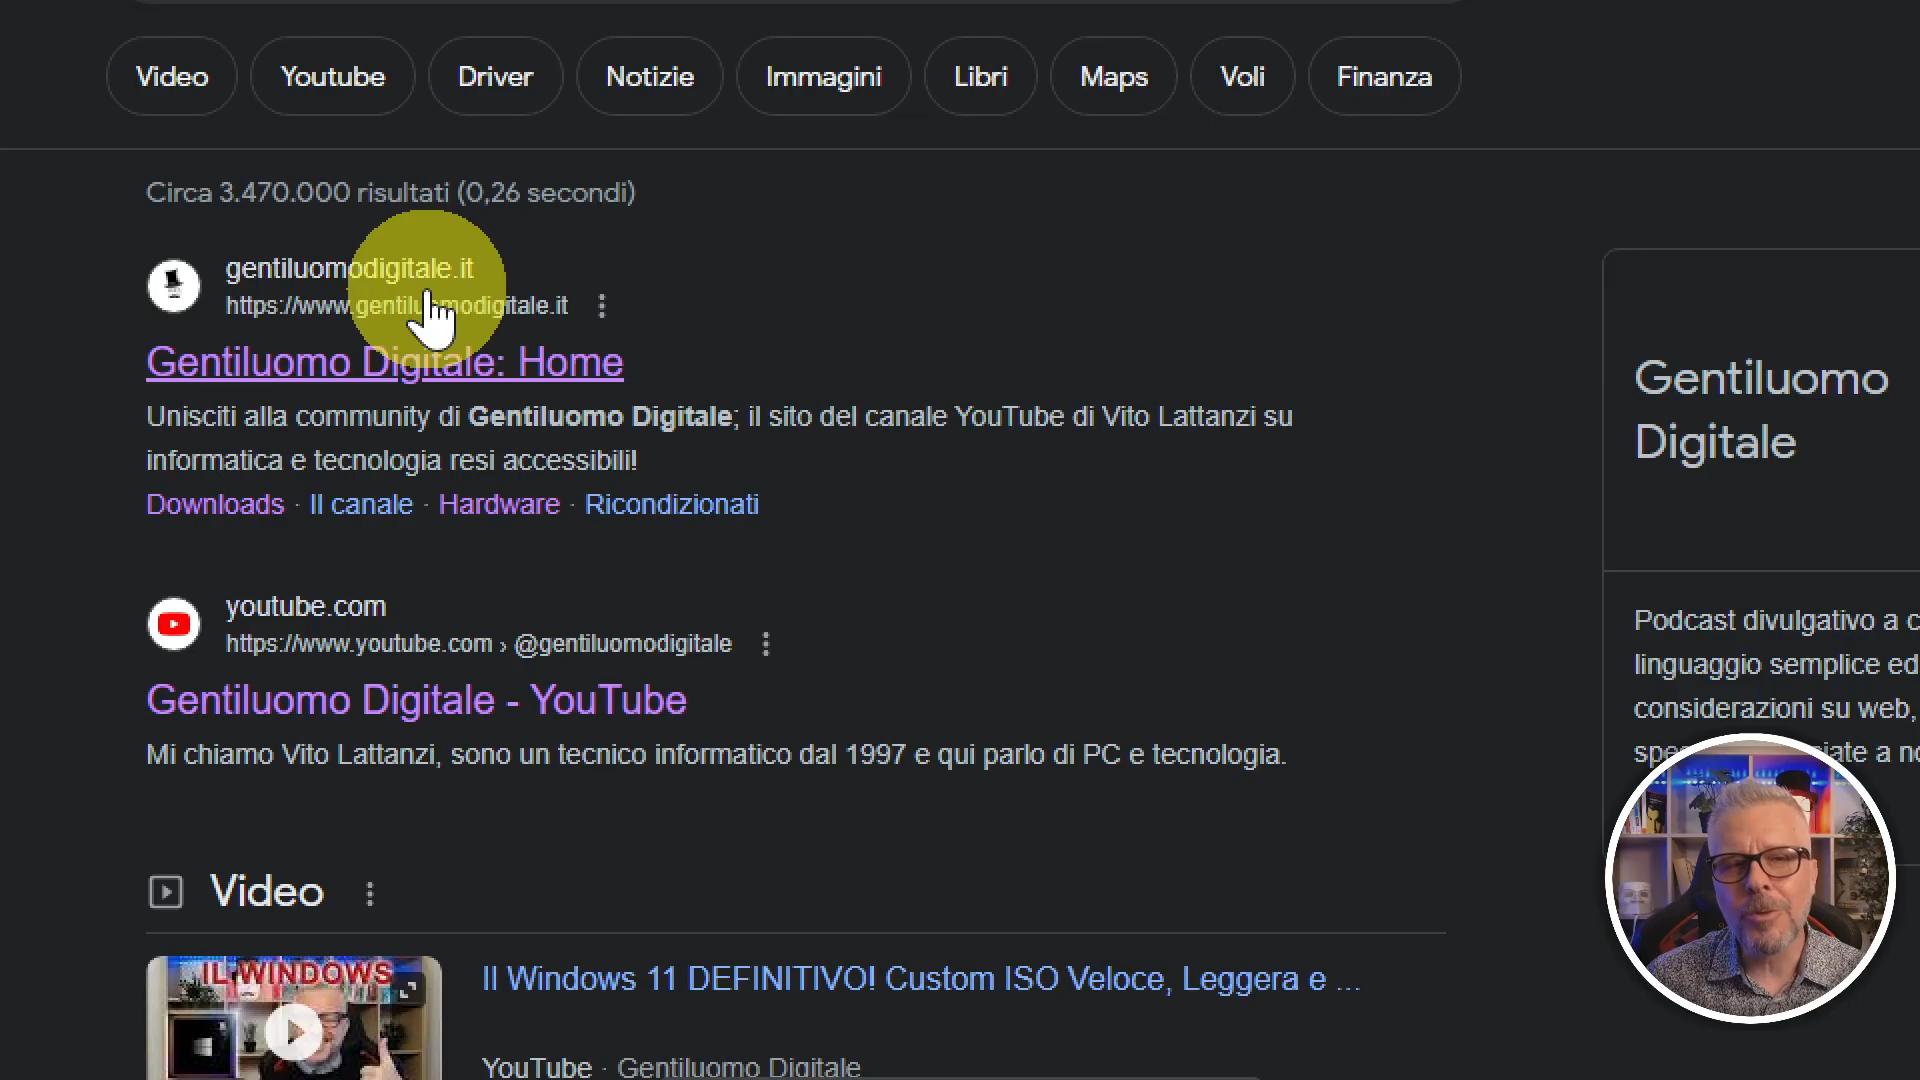 Video
Youtube
Driver
Notizie
Immagini
Libri
Maps
Voli
Finanza
Circa 3.470.000 risultati (0,26 secondi)
gentiluomodigitale.it
https://www.gentiluomodigitale.it
Gentiluomo Digitale: Home
Unisciti alla community di Gentiluomo Digitale; il sito del canale YouTube di Vito Lattanzi su
informatica e tecnologia resi accessibili!
Downloads · Il canale · Hardware · Ricondizionati
youtube.com
https://www.youtube.com › @gentiluomodigitale
Gentiluomo Digitale - YouTube
Mi chiamo Vito Lattanzi, sono un tecnico informatico dal 1997 e qui parlo di PC e tecnologia.
Video
IL WINDOWS
Il Windows 11 DEFINITIVO! Custom ISO Veloce, Leggera e ...
YouTube · Gentiluomo Digitale
Gentiluomo
Digitale
Podcast divulgativo a c
linguaggio semplice ed
considerazioni su web,
a no